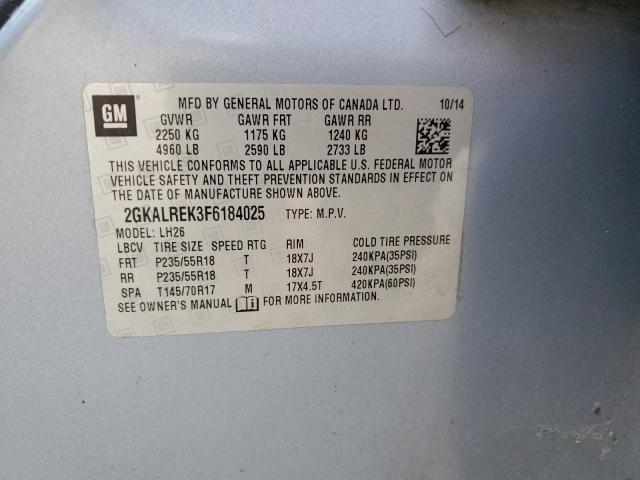 GM
MFD BY GENERAL MOTORS OF CANADA LTD. 10/14
GVWR GAWR FRT GAWR RR
2250 KG 1175 KG 1240 KG
4960 LB 2590 LB 2733 LB
THIS VEHICLE CONFORMS TO ALL APPLICABLE U.S. FEDERAL MOTOR
VEHICLE SAFETY AND THEFT PREVENTION STANDARDS IN EFFECT ON
THE DATE OF MANUFACTURE SHOWN ABOVE.
2GKALREK3F6184025 TYPE: M.P.V.
MODEL: LH26
LBCV TIRE SIZE SPEED RTG RIM COLD TIRE PRESSURE
FRT P235/55R18 T 18X7J 240KPA(35PSI)
RR P235/55R18 T 18X7J 240KPA(35PSI)
SPA T145/70R17 M 17X4.5T 420KPA(60PSI)
SEE OWNER'S MANUAL FOR MORE INFORMATION.